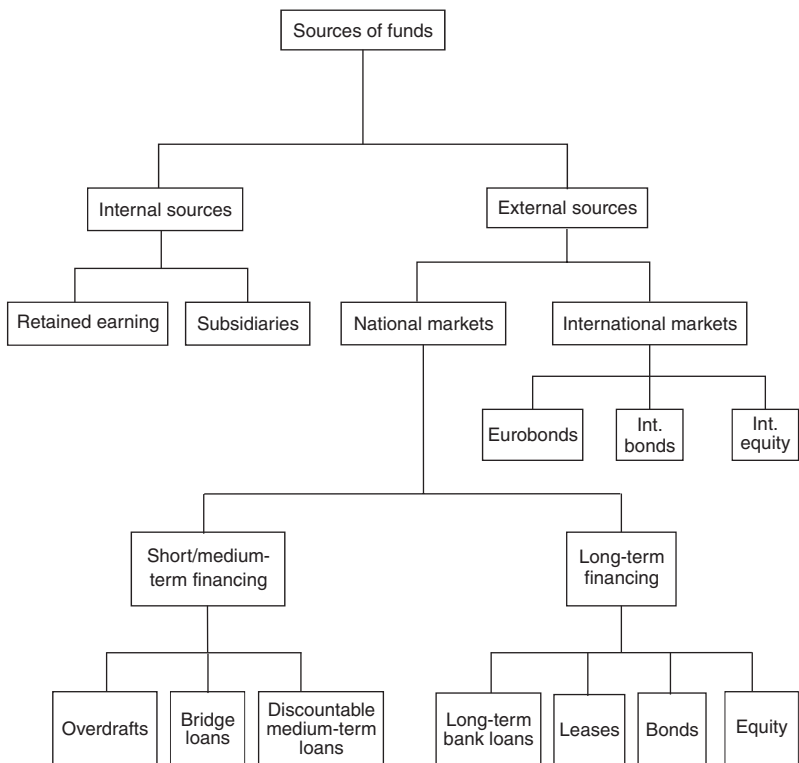 Sources of funds
Internal sources
External sources
Retained earning
Subsidiaries
National markets
International markets
Eurobonds
Int.
bonds
Int.
equity
Short/medium-
term financing
Long-term
financing
Overdrafts
Bridge
loans
Discountable
medium-term
loans
Long-term
bank loans
Leases
Bonds
Equity